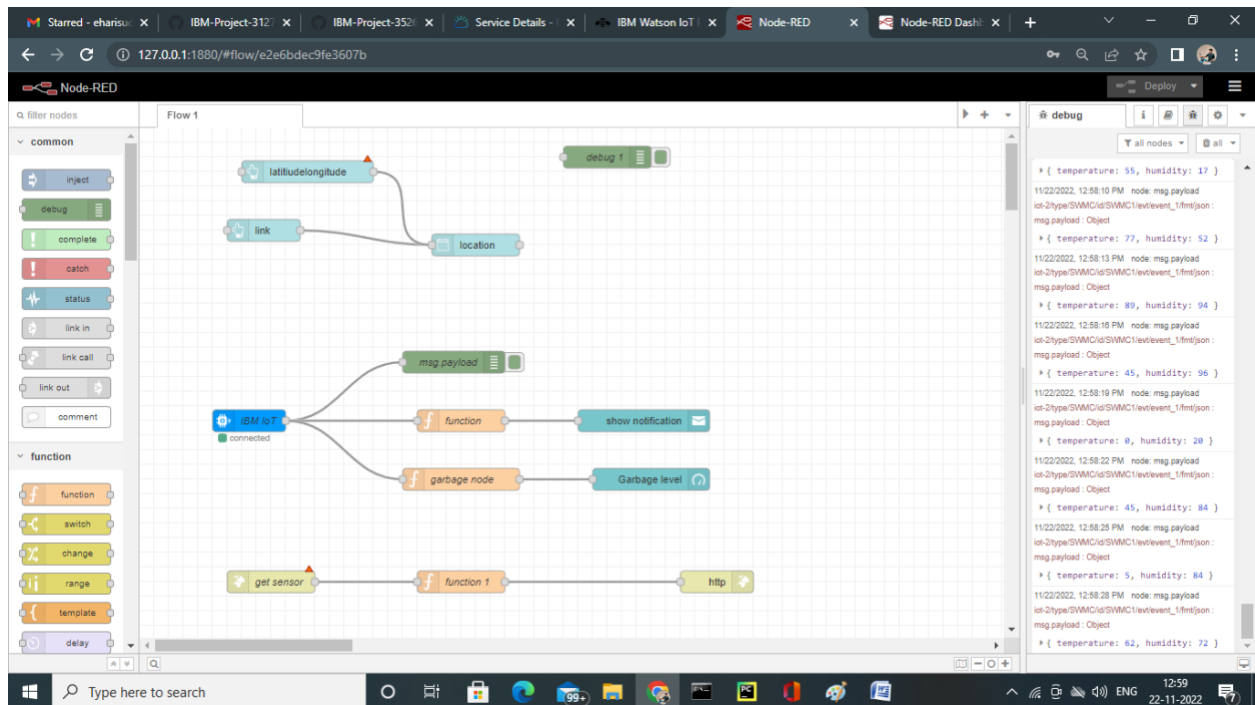 Starred - eharisuc
IBM-Project-3127
IBM-Project-352
Service Details -
IBM Watson IoT
Node-RED
Node-RED Dashb
127.0.0.1:1880/#flow/e2e6bdec9fe3607b
Node-RED
Deploy
filter nodes
Flow 1
debug
all nodes
all
common
inject
debug
complete
catch
status
link in
link call
link out
comment
function
function
switch
change
range
template
delay
latitiudelongitude
debug 1
link
location
msg.payload
IBM IoT
connected
function
show notification
garbage node
Garbage level
get sensor
function 1
http
{ temperature: 55, humidity: 17 }
11/22/2022, 12:58:10 PM node: msg.payload
iot-2/type/SWMC/id/SWMC1/evt/event_1/fmt/json :
msg.payload : Object
{ temperature: 77, humidity: 52 }
11/22/2022, 12:58:13 PM node: msg.payload
iot-2/type/SWMC/id/SWMC1/evt/event_1/fmt/json :
msg.payload : Object
{ temperature: 89, humidity: 94 }
11/22/2022, 12:58:16 PM node: msg.payload
iot-2/type/SWMC/id/SWMC1/evt/event_1/fmt/json :
msg.payload : Object
{ temperature: 45, humidity: 96 }
11/22/2022, 12:58:19 PM node: msg.payload
iot-2/type/SWMC/id/SWMC1/evt/event_1/fmt/json :
msg.payload : Object
{ temperature: 0, humidity: 20 }
11/22/2022, 12:58:22 PM node: msg.payload
iot-2/type/SWMC/id/SWMC1/evt/event_1/fmt/json :
msg.payload : Object
{ temperature: 45, humidity: 84 }
11/22/2022, 12:58:25 PM node: msg.payload
iot-2/type/SWMC/id/SWMC1/evt/event_1/fmt/json :
msg.payload : Object
{ temperature: 5, humidity: 84 }
11/22/2022, 12:58:28 PM node: msg.payload
iot-2/type/SWMC/id/SWMC1/evt/event_1/fmt/json :
msg.payload : Object
{ temperature: 62, humidity: 72 }
Type here to search
99+
ENG
12:59
22-11-2022
7